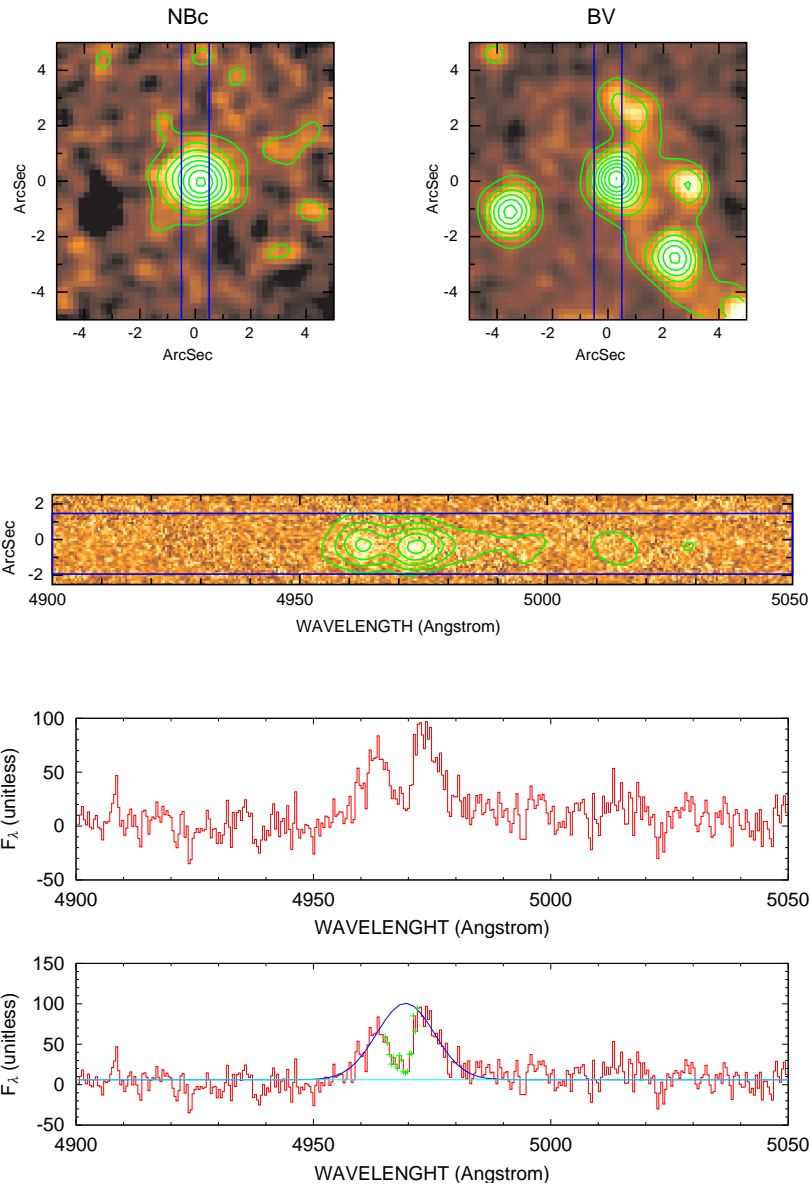 NBc
BV
4
2
0
-2
-4
ArcSec
-4 -2 0 2 4
ArcSec
4
2
0
-2
-4
ArcSec
-4 -2 0 2 4
ArcSec
2
0
-2
ArcSec
4900 4950 5000 5050
WAVELENGTH (Angstrom)
100
50
0
-50
F_λ (unitless)
4900 4950 5000 5050
WAVELENGHT (Angstrom)
150
100
50
0
-50
F_λ (unitless)
4900 4950 5000 5050
WAVELENGHT (Angstrom)